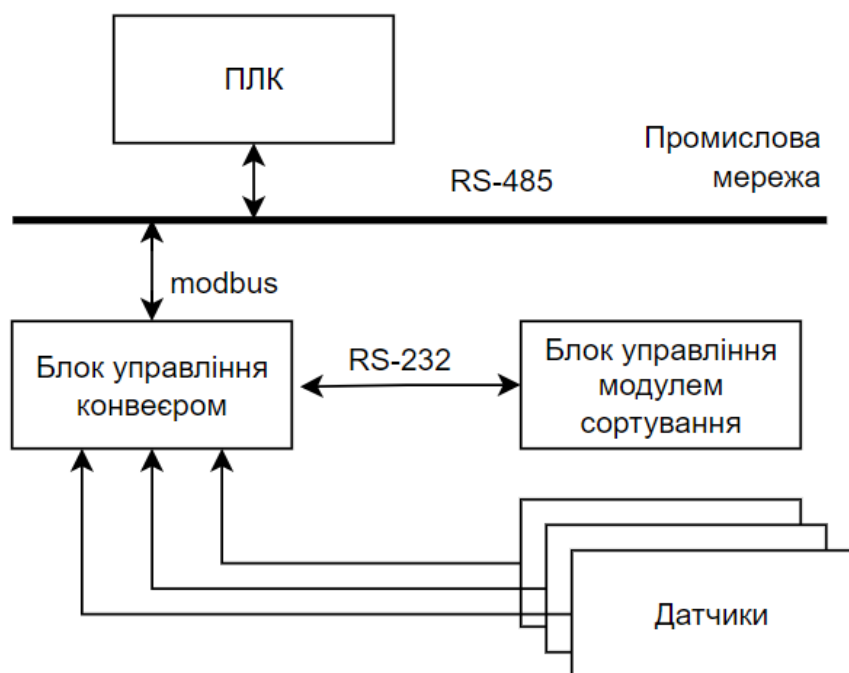 ПЛК
Промислова
мережа
RS-485
modbus
Блок управління
конвеєром
RS-232
Блок управління
модулем
сортування
Датчики